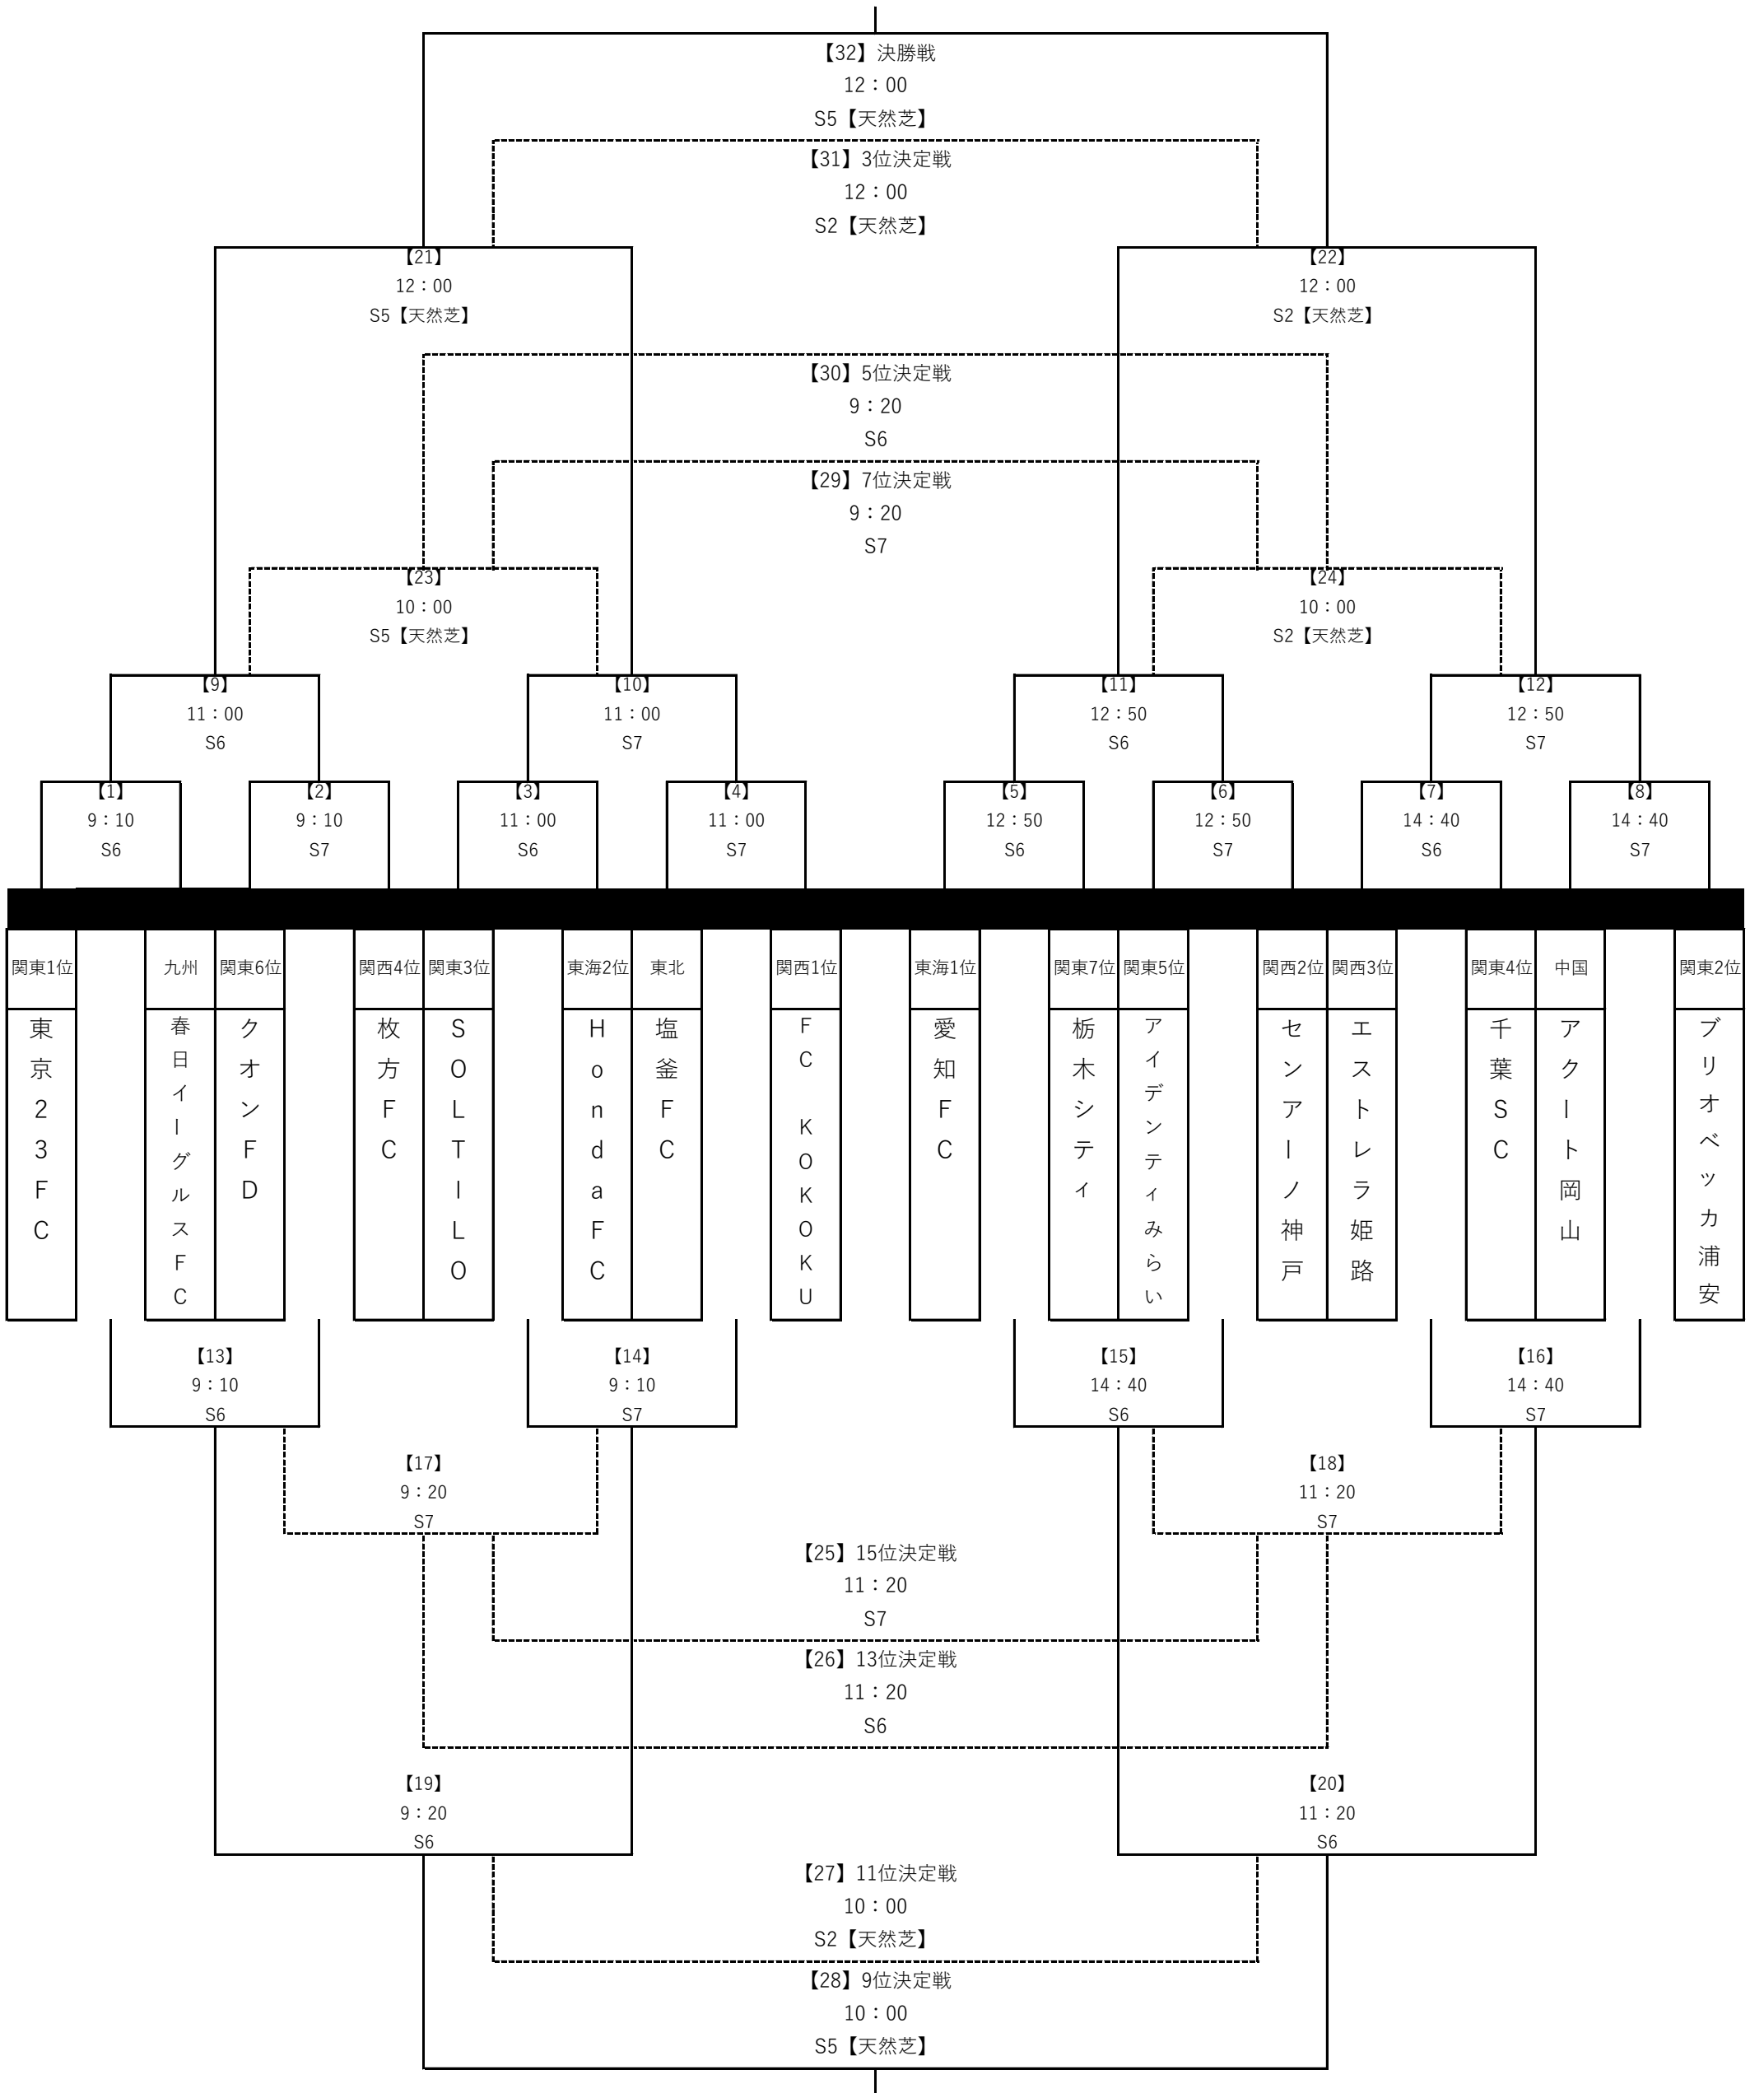 【32】決勝戦
12：00
S5【天然芝】
【31】3位決定戦
12：00
S2【天然芝】
【21】
12：00
S5【天然芝】
【22】
12：00
S2【天然芝】
【30】5位決定戦
9：20
S6
【29】7位決定戦
9：20
S7
【23】
10：00
S5【天然芝】
【24】
10：00
S2【天然芝】
【9】
11：00
S6
【10】
11：00
S7
【11】
12：50
S6
【12】
12：50
S7
【1】
9：10
S6
【2】
9：10
S7
【3】
11：00
S6
【4】
11：00
S7
【5】
12：50
S6
【6】
12：50
S7
【7】
14：40
S6
【8】
14：40
S7
関東1位
東京23FC
九州
春日イーグルスFC
関東6位
クオンFD
関西4位
枚方FC
関東3位
SOLTILO
東海2位
HondaFC
東北
塩釜FC
関西1位
FC KOKOKU
東海1位
愛知FC
関東7位
栃木シティ
関東5位
アイデンティみらい
関西2位
センアーノ神戸
関西3位
エストレラ姫路
関東4位
千葉SC
中国
アクート岡山
関東2位
ブリオベッカ浦安
【13】
9：10
S6
【14】
9：10
S7
【15】
14：40
S6
【16】
14：40
S7
【17】
9：20
S7
【18】
11：20
S7
【25】15位決定戦
11：20
S7
【26】13位決定戦
11：20
S6
【19】
9：20
S6
【20】
11：20
S6
【27】11位決定戦
10：00
S2【天然芝】
【28】9位決定戦
10：00
S5【天然芝】